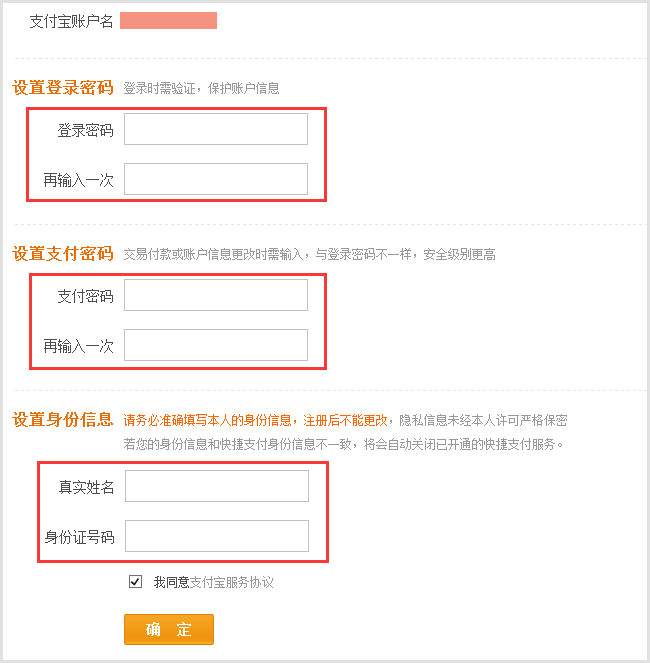 支付宝账户名
设置登录密码 登录时需验证，保护账户信息
登录密码
再输入一次
设置支付密码 交易付款或账户信息更改时需输入，与登录密码不一样，安全级别更高
支付密码
再输入一次
设置身份信息 请务必准确填写本人的身份信息，注册后不能更改，隐私信息未经本人许可严格保密
若您的身份信息和快捷支付身份信息不一致，将会自动关闭已开通的快捷支付服务。
真实姓名
身份证号码
我同意支付宝服务协议
确 定